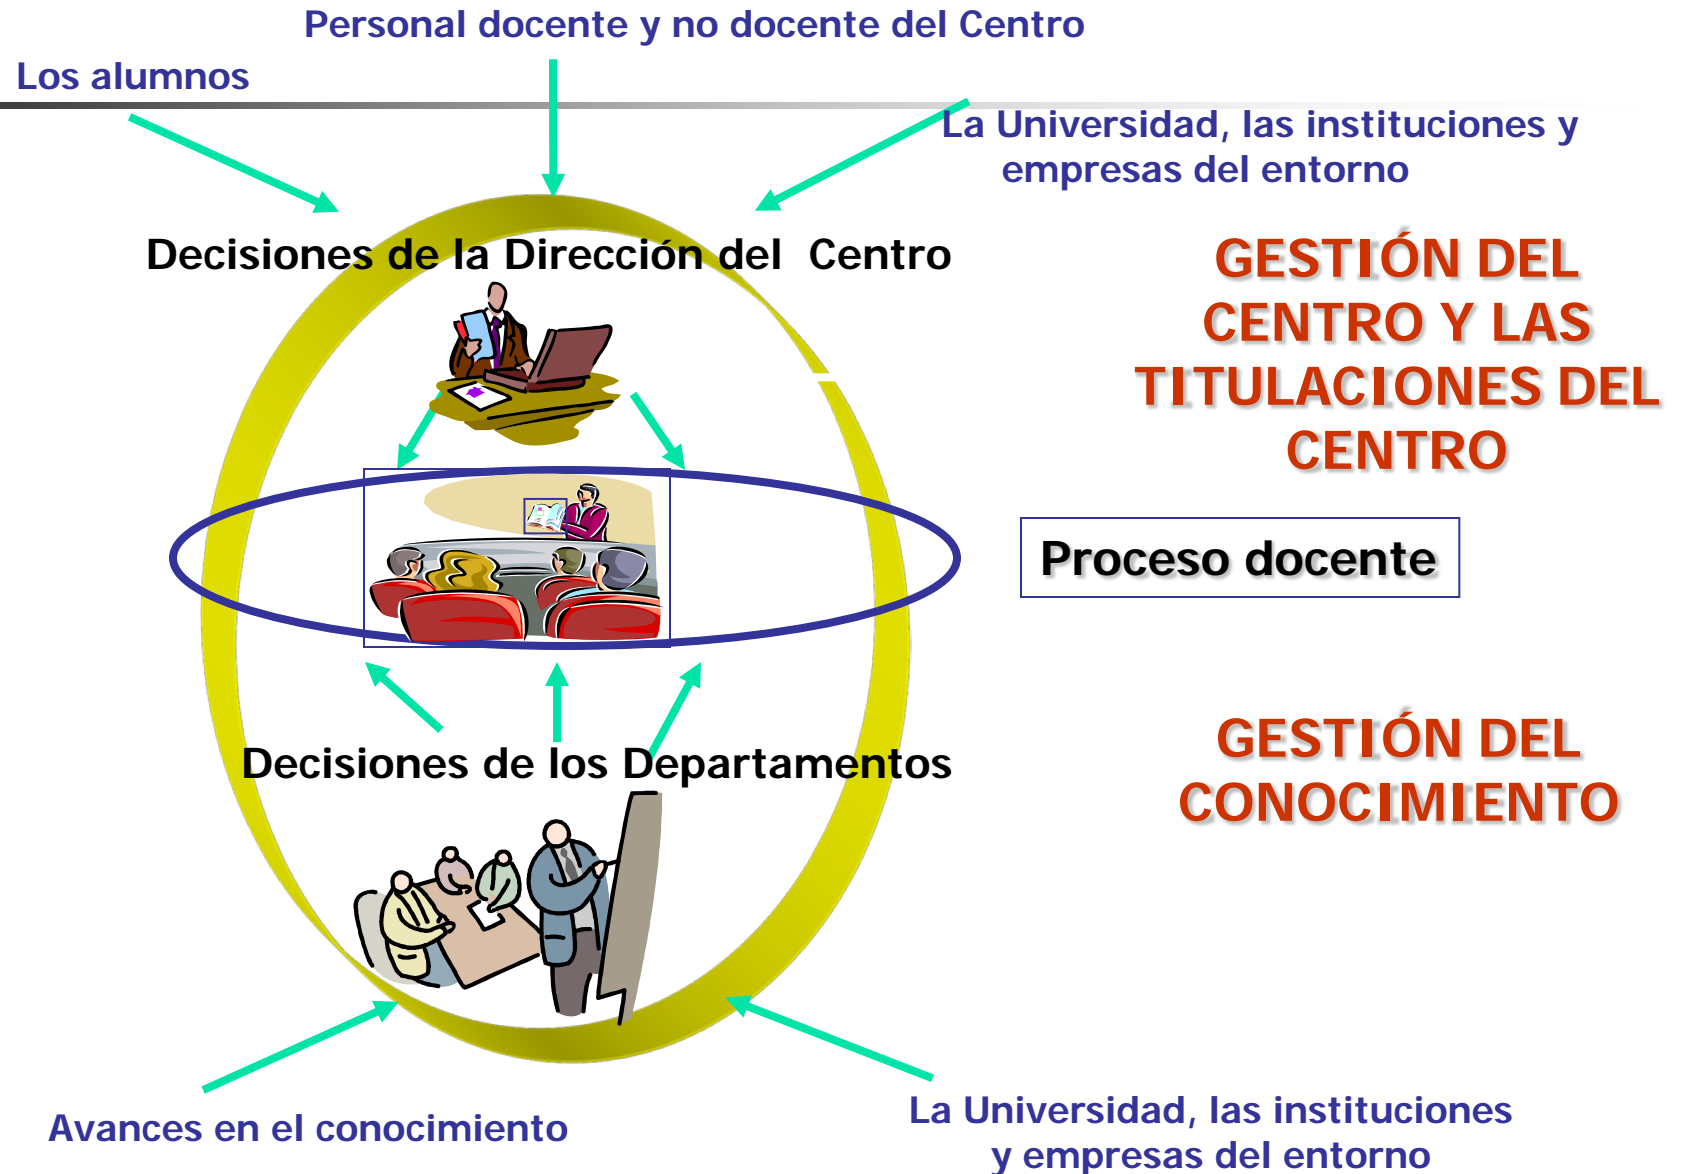 Personal docente y no docente del Centro
Los alumnos
La Universidad, las instituciones y
empresas del entorno
Decisiones de la Dirección del  Centro
GESTIÓN DEL
CENTRO Y LAS
TITULACIONES DEL
CENTRO
Proceso docente
Decisiones de los Departamentos
GESTIÓN DEL
CONOCIMIENTO
Avances en el conocimiento
La Universidad, las instituciones
y empresas del entorno